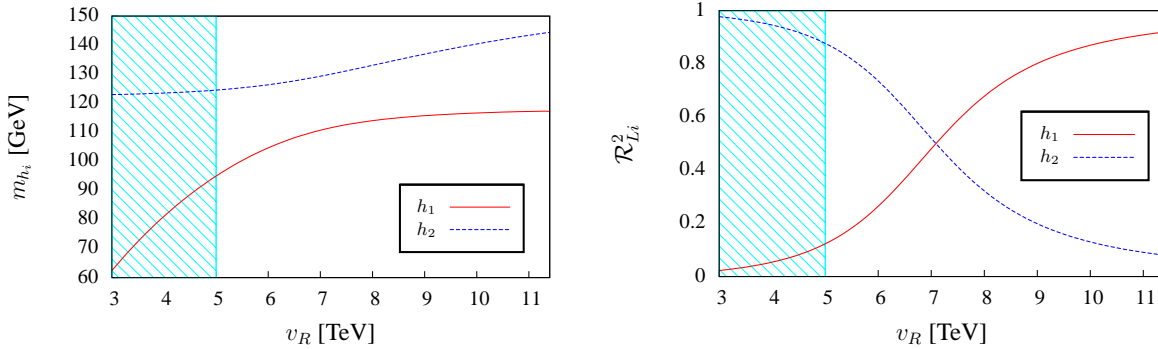 150
140
130
120
110
100
90
80
70
60
m_{h_i} [GeV]
h_1
h_2
3 4 5 6 7 8 9 10 11
v_R [TeV]
1
0.8
0.6
0.4
0.2
0
\mathcal{R}^2_{Li}
h_1
h_2
3 4 5 6 7 8 9 10 11
v_R [TeV]